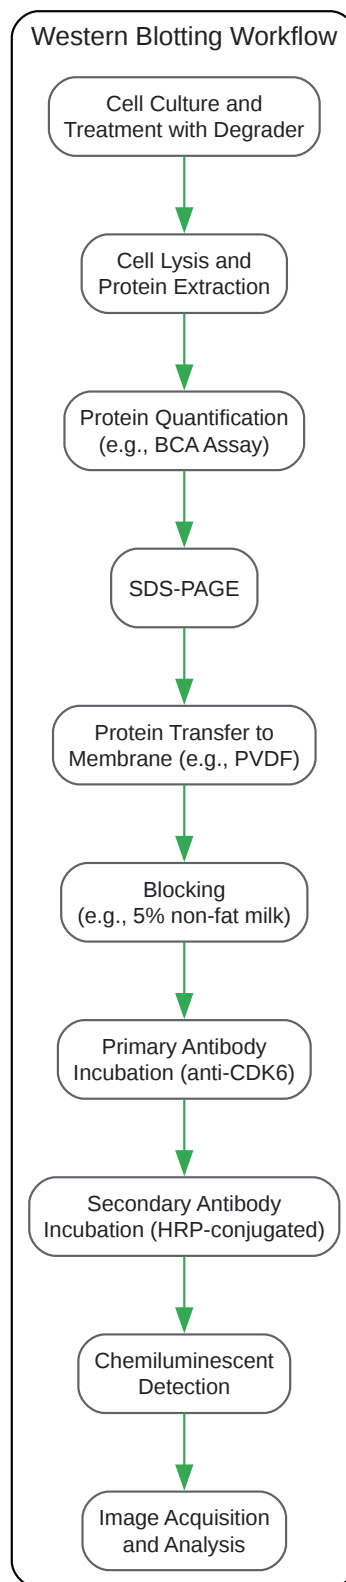 Western Blotting Workflow
Cell Culture and
Treatment with Degrader
Cell Lysis and
Protein Extraction
Protein Quantification
(e.g., BCA Assay)
SDS-PAGE
Protein Transfer to
Membrane (e.g., PVDF)
Blocking
(e.g., 5% non-fat milk)
Primary Antibody
Incubation (anti-CDK6)
Secondary Antibody
Incubation (HRP-conjugated)
Chemiluminescent
Detection
Image Acquisition
and Analysis